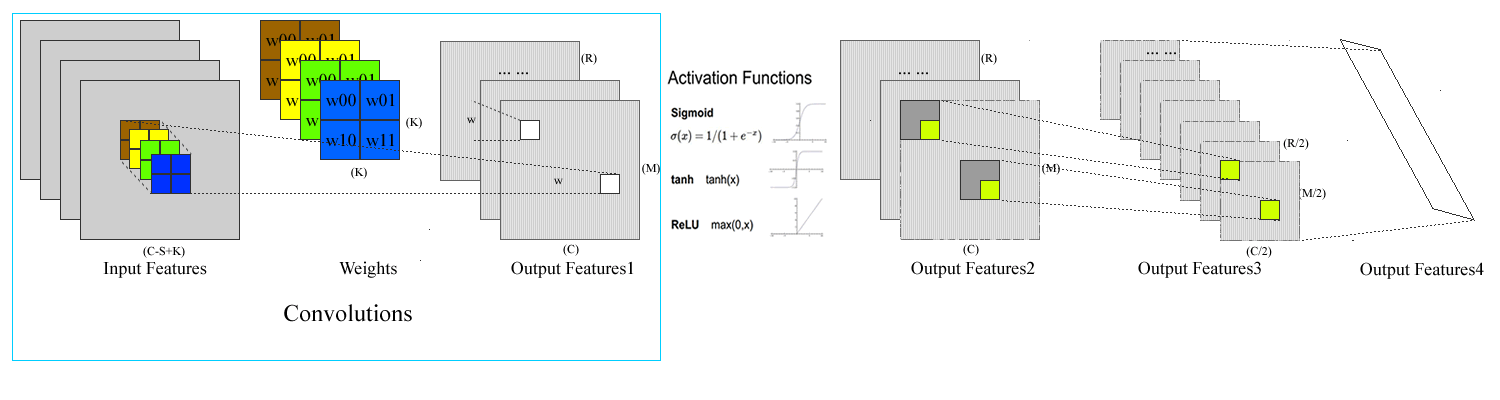 w00 w01
w
w00 w01
w
w00 w01
w
w00 w01
w10 w11
(K)
(K)
... ...
(R)
w
w
(M)
(C)
(C-S+K)
Input Features
Weights
Output Features1
Convolutions
Activation Functions
Sigmoid
σ(x) = 1/(1 + e⁻ˣ)
tanh tanh(x)
ReLU max(0,x)
... ...
(R)
(M)
(C)
Output Features2
... ...
(R/2)
(M/2)
(C/2)
Output Features3
Output Features4